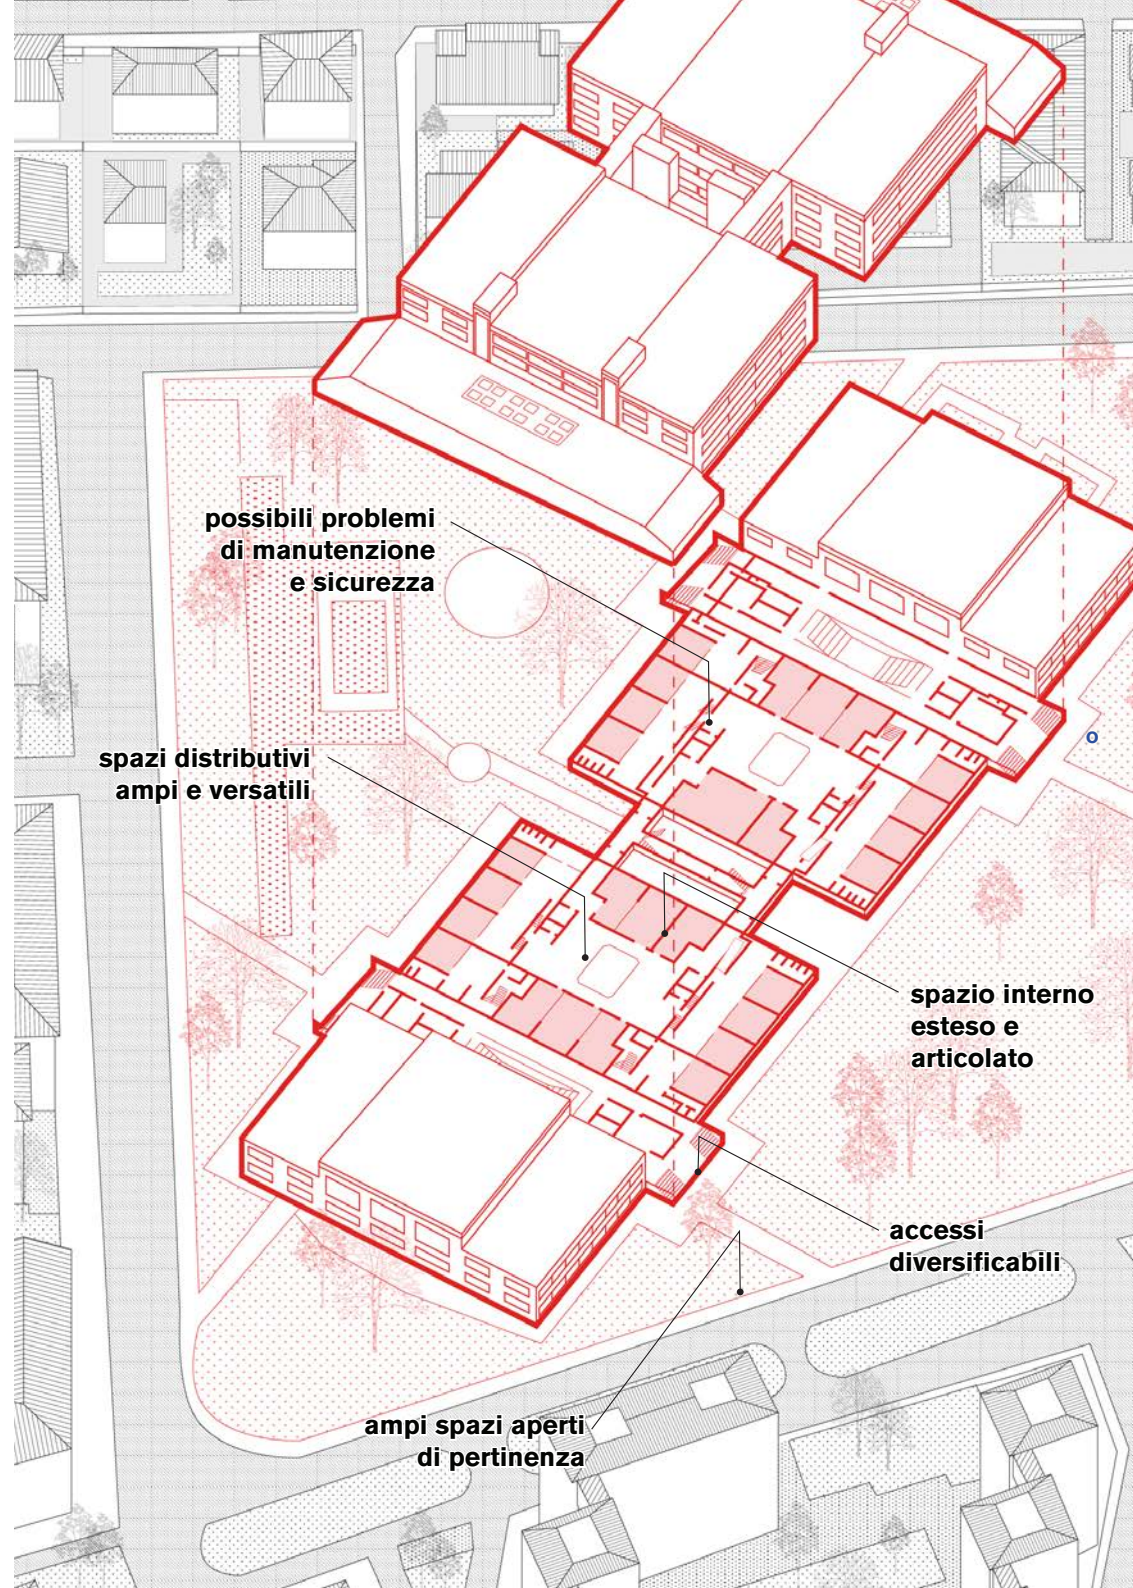 possibili problemi
di manutenzione
e sicurezza
o
spazi distributivi
ampi e versatili
spazio interno
esteso e
articolato
accessi
diversificabili
ampi spazi aperti
di pertinenza